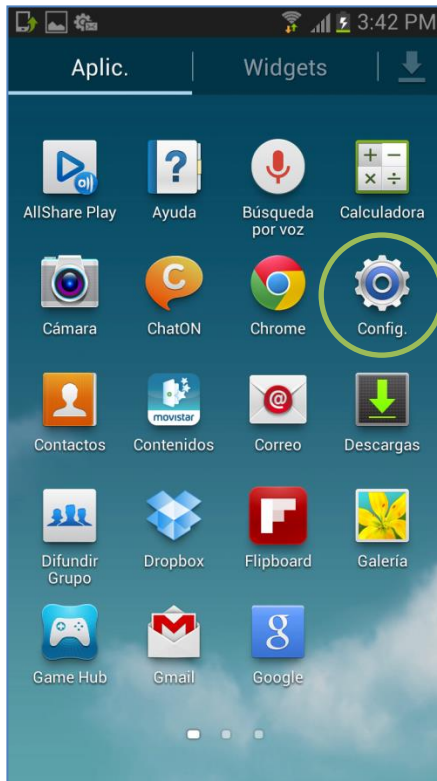 3:42 PM
Aplic.
Widgets
AllShare Play
Ayuda
Búsqueda
por voz
Calculadora
Cámara
ChatON
Chrome
Config.
Contactos
movistar
Contenidos
Correo
Descargas
Difundir
Grupo
Dropbox
Flipboard
Galería
Game Hub
Gmail
Google